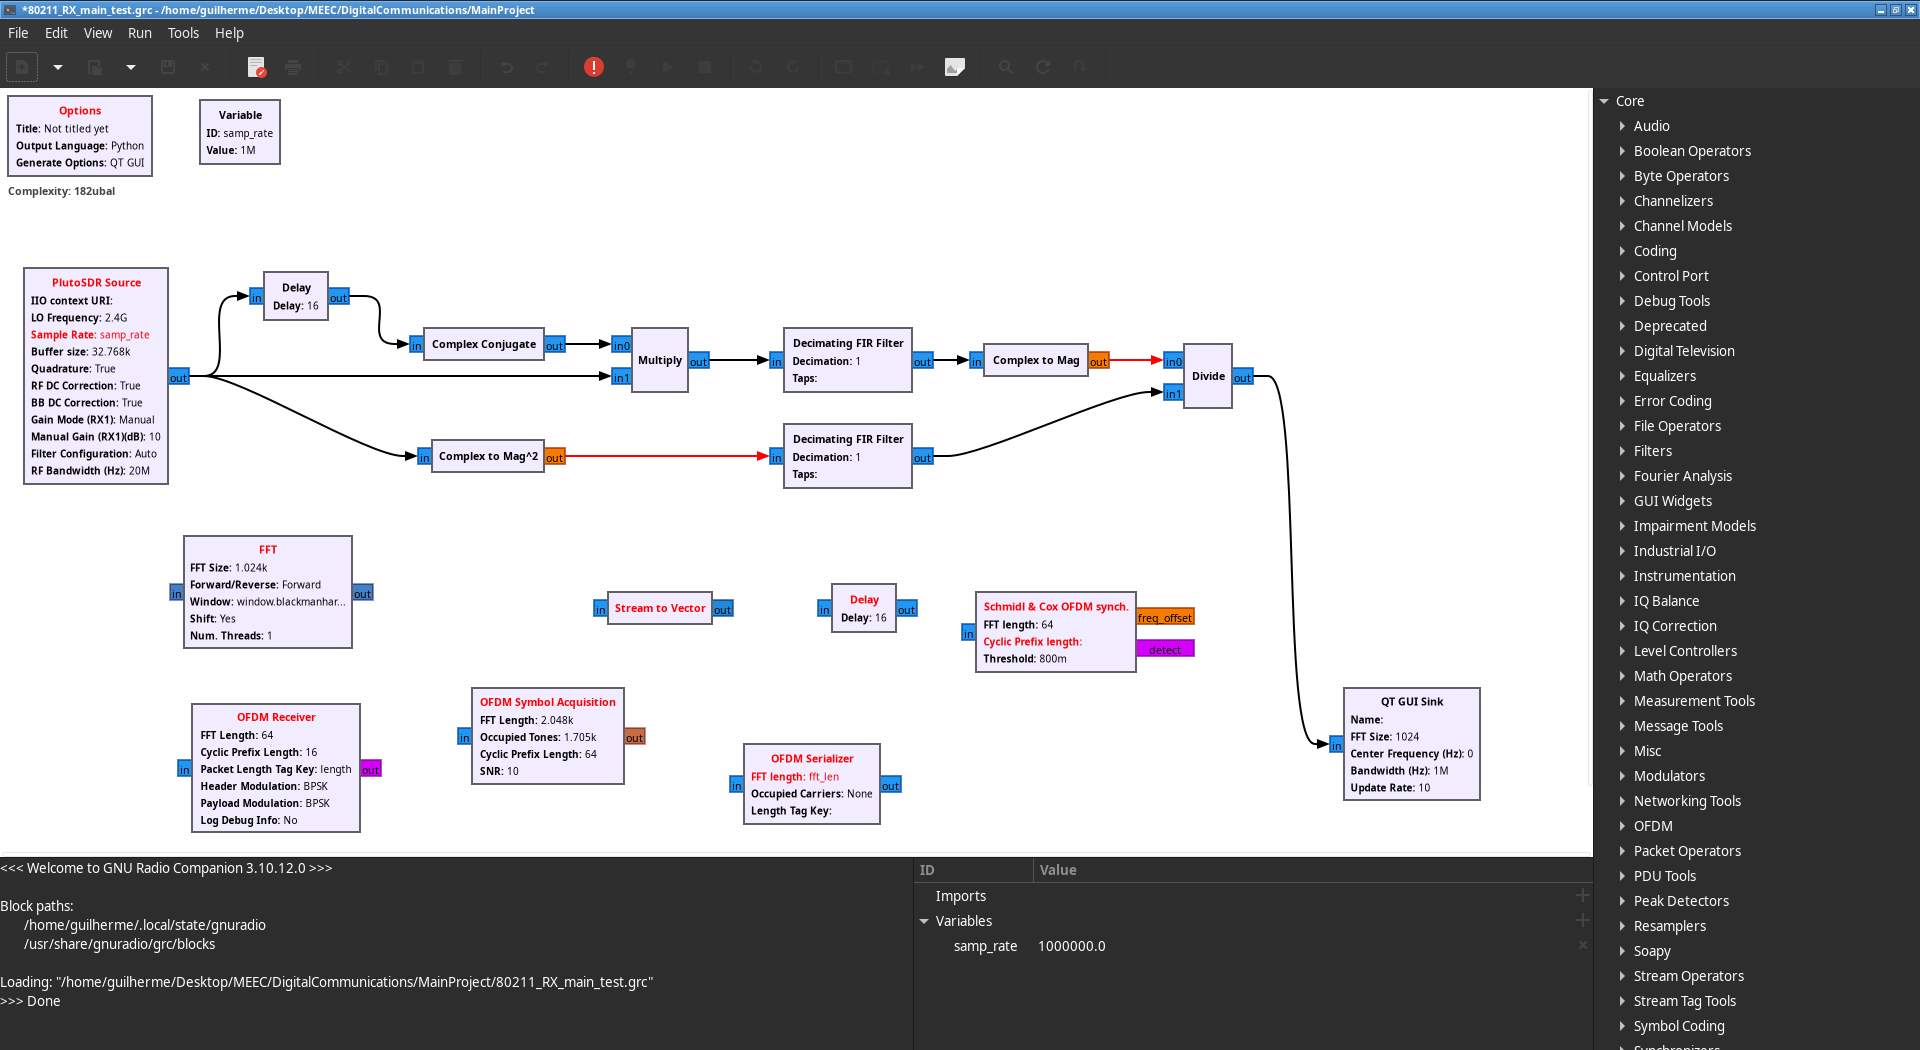 *80211_RX_main_test.grc - /home/guilherme/Desktop/MEEC/DigitalCommunications/MainProject
File Edit View Run Tools Help
Options
Title: Not titled yet
Output Language: Python
Generate Options: QT GUI
Complexity: 182ubal
Variable
ID: samp_rate
Value: 1M
PlutoSDR Source
IIO context URI:
LO Frequency: 2.4G
Sample Rate: samp_rate
Buffer size: 32.768k
Quadrature: True
RF DC Correction: True
BB DC Correction: True
Gain Mode (RX1): Manual
Manual Gain (RX1)(dB): 10
Filter Configuration: Auto
RF Bandwidth (Hz): 20M
out
in
Delay
Delay: 16
out
in
Complex Conjugate
out
in0
in1
Multiply
out
in
Decimating FIR Filter
Decimation: 1
Taps:
out
in
Complex to Mag
out
in0
in1
Divide
out
in
Complex to Mag^2
out
in
Decimating FIR Filter
Decimation: 1
Taps:
out
in
FFT
FFT Size: 1.024k
Forward/Reverse: Forward
Window: window.blackmanhar...
Shift: Yes
Num. Threads: 1
out
in
Stream to Vector
out
in
Delay
Delay: 16
out
in
Schmidl & Cox OFDM synch.
FFT length: 64
Cyclic Prefix length:
Threshold: 800m
freq_offset
detect
in
OFDM Receiver
FFT Length: 64
Cyclic Prefix Length: 16
Packet Length Tag Key: length
Header Modulation: BPSK
Payload Modulation: BPSK
Log Debug Info: No
out
in
OFDM Symbol Acquisition
FFT Length: 2.048k
Occupied Tones: 1.705k
Cyclic Prefix Length: 64
SNR: 10
out
in
OFDM Serializer
FFT length: fft_len
Occupied Carriers: None
Length Tag Key:
out
in
QT GUI Sink
Name:
FFT Size: 1024
Center Frequency (Hz): 0
Bandwidth (Hz): 1M
Update Rate: 10
Core
Audio
Boolean Operators
Byte Operators
Channelizers
Channel Models
Coding
Control Port
Debug Tools
Deprecated
Digital Television
Equalizers
Error Coding
File Operators
Filters
Fourier Analysis
GUI Widgets
Impairment Models
Industrial I/O
Instrumentation
IQ Balance
IQ Correction
Level Controllers
Math Operators
Measurement Tools
Message Tools
Misc
Modulators
Networking Tools
OFDM
Packet Operators
PDU Tools
Peak Detectors
Resamplers
Soapy
Stream Operators
Stream Tag Tools
Symbol Coding
<<< Welcome to GNU Radio Companion 3.10.12.0 >>>
Block paths:
/home/guilherme/.local/state/gnuradio
/usr/share/gnuradio/grc/blocks
Loading: "/home/guilherme/Desktop/MEEC/DigitalCommunications/MainProject/80211_RX_main_test.grc"
>>> Done
ID Value
Imports
Variables
samp_rate 1000000.0